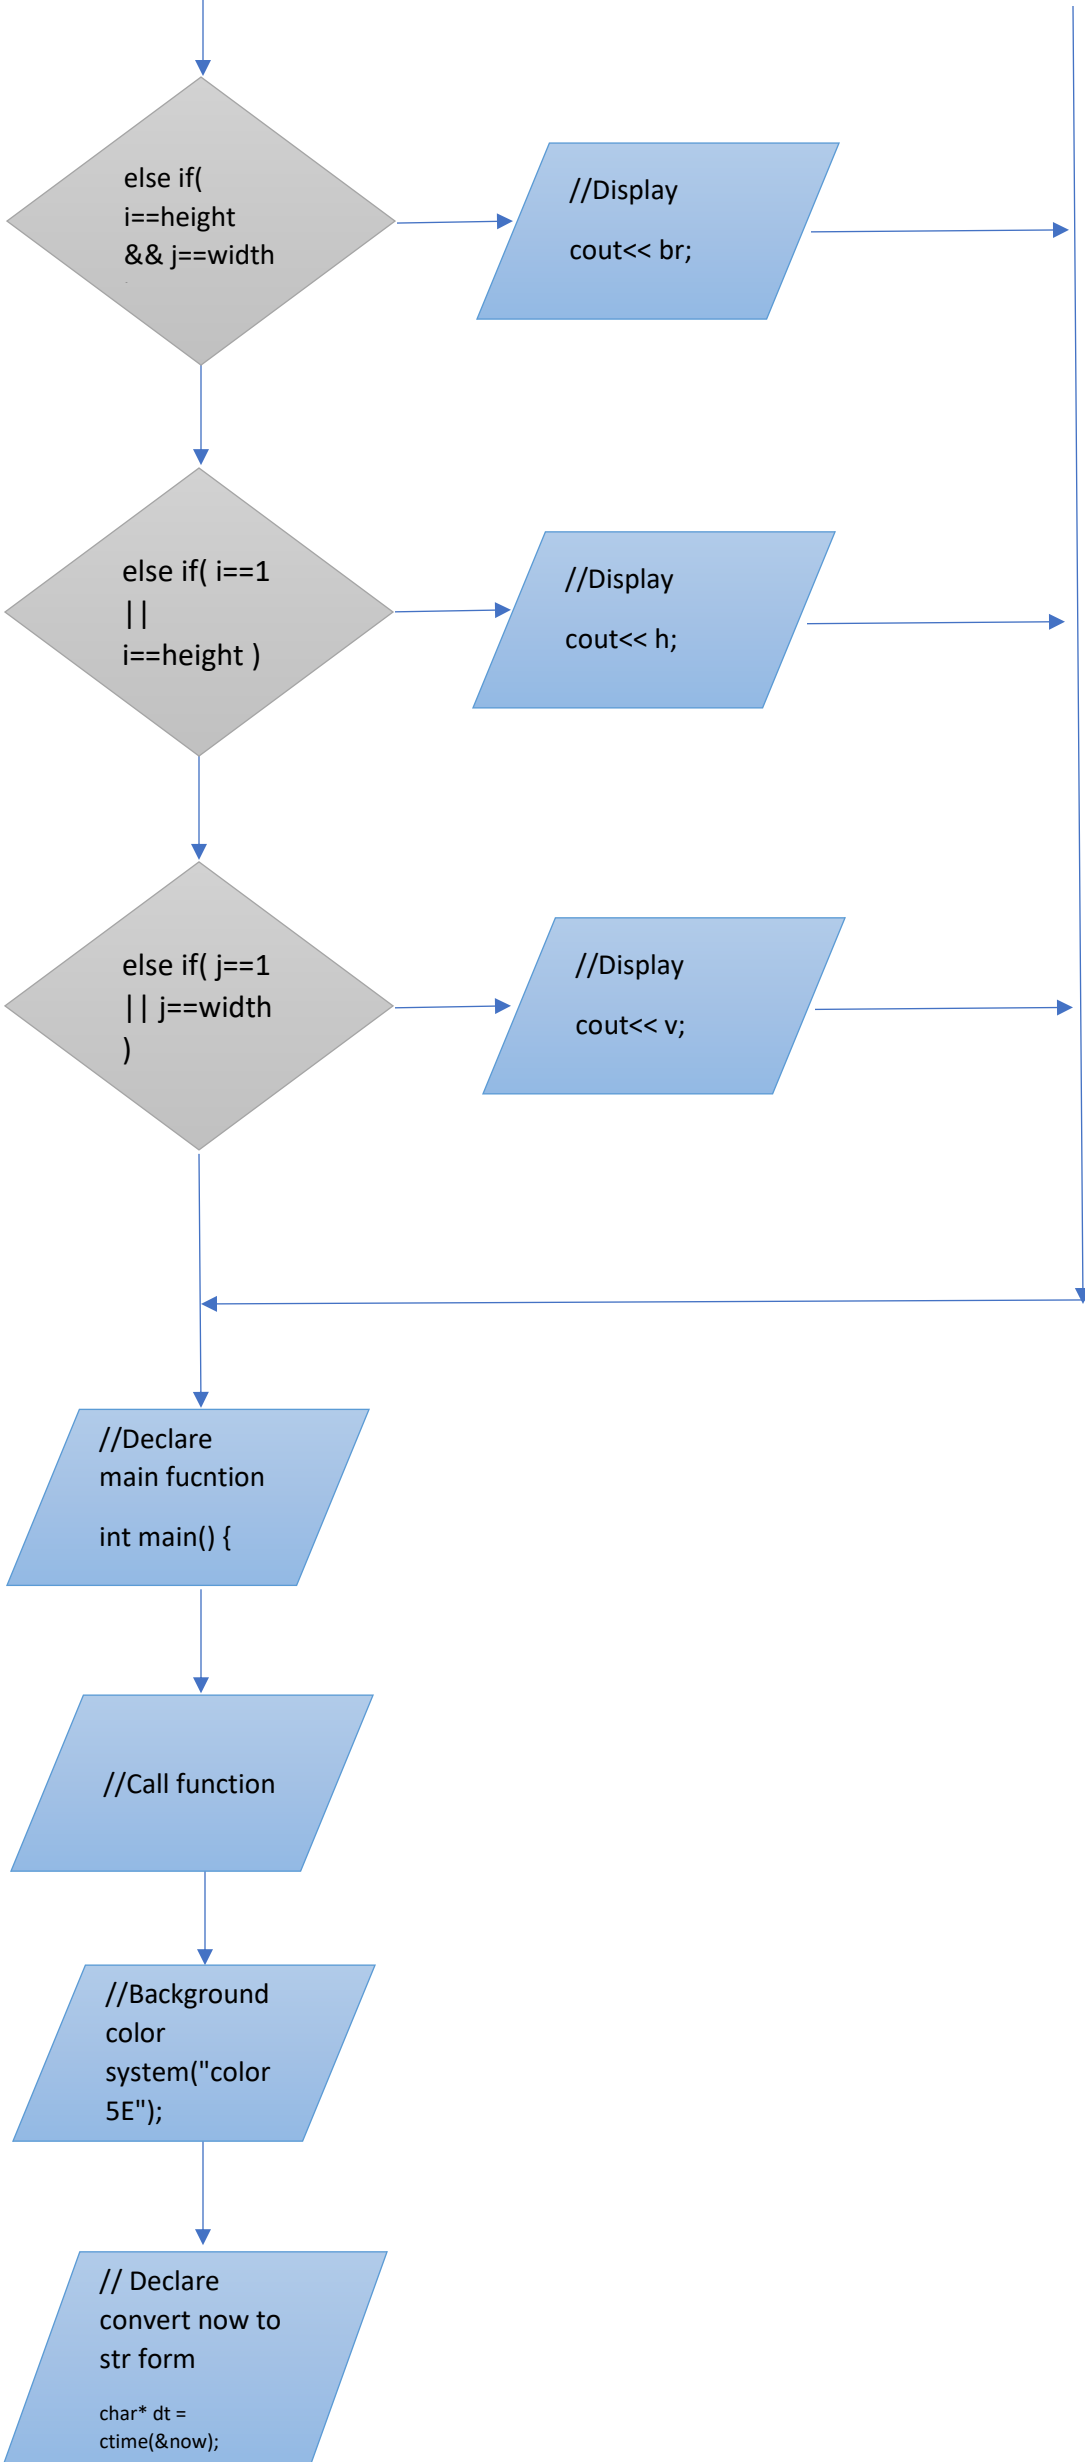 else if(
i==height
&& j==width
//Display
cout<< br;
else if( i==1
||
i==height )
//Display
cout<< h;
else if( j==1
|| j==width
)
//Display
cout<< v;
//Declare
main fucntion
int main() {
//Call function
//Background
color
system("color
5E");
// Declare
convert now to
str form
char* dt =
ctime(&now);